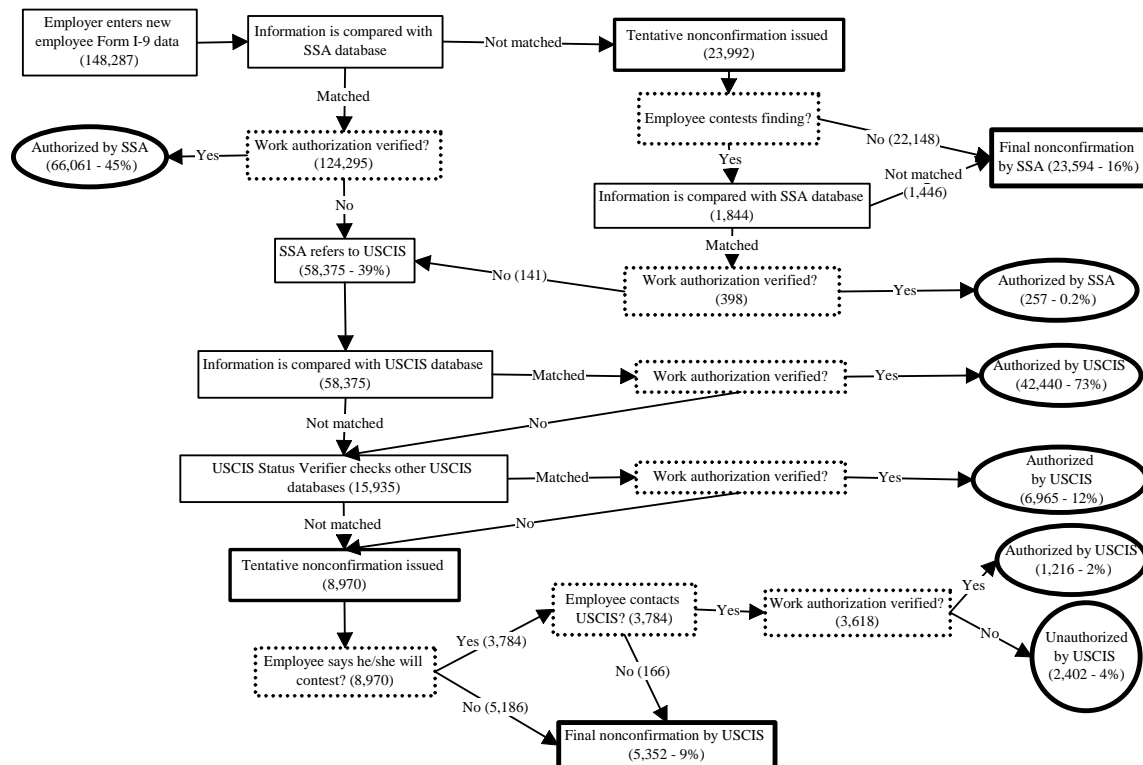 Employer enters new
employee Form I-9 data
(148,287)
Information is compared with
SSA database
Not matched
Tentative nonconfirmation issued
(23,992)
Matched
Employee contests finding?
No (22,148)
Final nonconfirmation
by SSA (23,594 - 16%)
Authorized by SSA
(66,061 - 45%)
Yes
Work authorization verified?
(124,295)
Yes
Not matched
(1,446)
Information is compared with SSA database
(1,844)
No
Matched
SSA refers to USCIS
(58,375 - 39%)
No (141)
Work authorization verified?
(398)
Yes
Authorized by SSA
(257 - 0.2%)
Information is compared with USCIS database
(58,375)
Matched
Work authorization verified?
Yes
Authorized by USCIS
(42,440 - 73%)
Not matched
No
USCIS Status Verifier checks other USCIS
databases (15,935)
Matched
Work authorization verified?
Yes
Authorized
by USCIS
(6,965 - 12%)
Not matched
No
Tentative nonconfirmation issued
(8,970)
Authorized by USCIS
(1,216 - 2%)
Employee contacts
USCIS? (3,784)
Yes
Work authorization verified?
(3,618)
Yes
No
Yes (3,784)
Employee says he/she will
contest? (8,970)
No (166)
Unauthorized
by USCIS
(2,402 - 4%)
No (5,186)
Final nonconfirmation by USCIS
(5,352 - 9%)